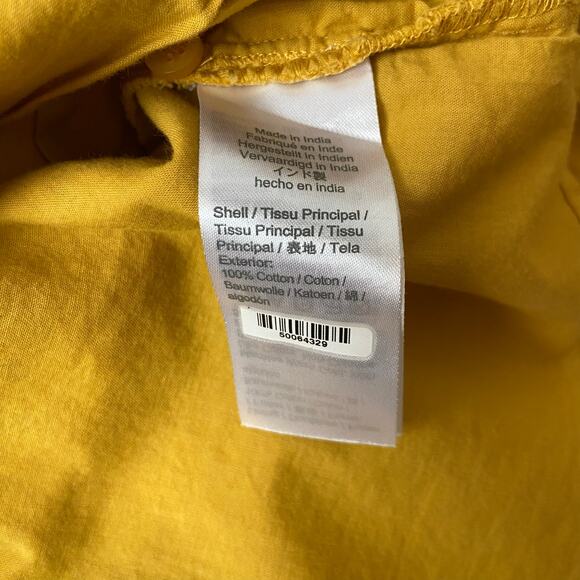 Made in India
Fabriqué en Inde
Hergestellt in Indien
Vervaardigd in India
インド製
hecho en india
Shell / Tissu Principal /
Tissu Principal / Tissu
Principal / 表地 / Tela
Exterior:
100% Cotton / Coton /
Baumwolle / Katoen / 綿 /
algodón
50064329